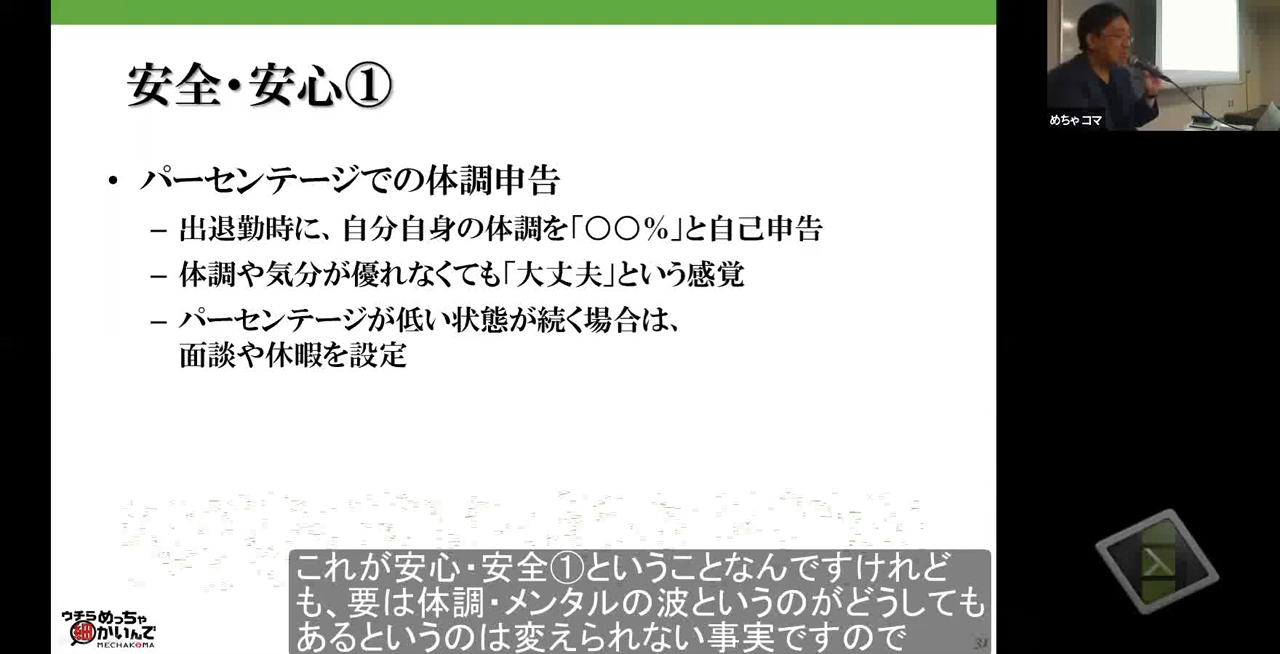 安全・安心①
• パーセンテージでの体調申告
– 出退勤時に、自分自身の体調を「〇〇％」と自己申告
– 体調や気分が優れなくても「大丈夫」という感覚
– パーセンテージが低い状態が続く場合は、
面談や休暇を設定
めちゃコマ
これが安心・安全①ということなんですけれど
も、要は体調・メンタルの波というのがどうしても
あるというのは変えられない事実ですので
ウチらめっちゃ
細かいんで
MECHAKOMA
31